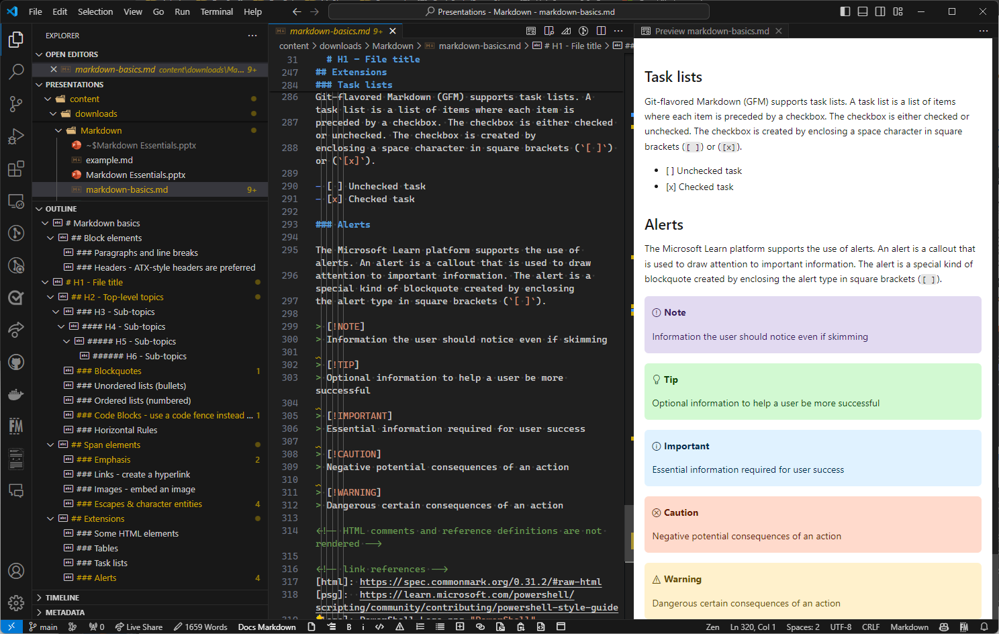 File Edit Selection View Go Run Terminal Help
Presentations - Markdown - markdown-basics.md
EXPLORER
OPEN EDITORS
markdown-basics.md content\downloads\Ma... 9+
PRESENTATIONS
content
downloads
Markdown
~$Markdown Essentials.pptx
example.md
Markdown Essentials.pptx
markdown-basics.md 9+
OUTLINE
# Markdown basics
## Block elements
### Paragraphs and line breaks
### Headers - ATX-style headers are preferred
# H1 - File title
## H2 - Top-level topics
### H3 - Sub-topics
#### H4 - Sub-topics
##### H5 - Sub-topics
###### H6 - Sub-topics
### Blockquotes 1
### Unordered lists (bullets)
### Ordered lists (numbered)
### Code Blocks - use a code fence instead ... 1
### Horizontal Rules
## Span elements
### Emphasis 2
### Links - create a hyperlink
### Images - embed an image
### Escapes & character entities 4
## Extensions
### Some HTML elements
### Tables
### Task lists
### Alerts 4
TIMELINE
METADATA
markdown-basics.md 9+
content > downloads > Markdown > markdown-basics.md > # H1 - File title > ##
31 # H1 - File title
247 ## Extensions
284 ### Task lists
286 Git-flavored Markdown (GFM) supports task lists. A
task list is a list of items where each item is
287 preceded by a checkbox. The checkbox is either checked
or unchecked. The checkbox is created by
288 enclosing a space character in square brackets (`[ ]`)
or (`[x]`).
289
290 - [ ] Unchecked task
291 - [x] Checked task
292
293 ### Alerts
294
295 The Microsoft Learn platform supports the use of
alerts. An alert is a callout that is used to draw
296 attention to important information. The alert is a
special kind of blockquote created by enclosing
297 the alert type in square brackets (`[ ]`).
298
299 > [!NOTE]
300 > Information the user should notice even if skimming
301
302 > [!TIP]
303 > Optional information to help a user be more
successful
304
305 > [!IMPORTANT]
306 > Essential information required for user success
307
308 > [!CAUTION]
309 > Negative potential consequences of an action
310
311 > [!WARNING]
312 > Dangerous certain consequences of an action
313
314 <!-- HTML comments and reference definitions are not
rendered -->
315
316 <!-- link references -->
317 [html]: https://spec.commonmark.org/0.31.2/#raw-html
318 [psg]: https://learn.microsoft.com/powershell/
scripting/community/contributing/powershell-style-guide
Preview markdown-basics.md
Task lists
Git-flavored Markdown (GFM) supports task lists. A task list is a list of items
where each item is preceded by a checkbox. The checkbox is either checked or
unchecked. The checkbox is created by enclosing a space character in square
brackets ([ ]) or ([x]).
• [ ] Unchecked task
• [x] Checked task
Alerts
The Microsoft Learn platform supports the use of alerts. An alert is a callout that
is used to draw attention to important information. The alert is a special kind of
blockquote created by enclosing the alert type in square brackets ([ ]).
Note
Information the user should notice even if skimming
Tip
Optional information to help a user be more successful
Important
Essential information required for user success
Caution
Negative potential consequences of an action
Warning
Dangerous certain consequences of an action
main 0 Live Share 1659 Words Docs Markdown B i Zen Ln 320, Col 1 Spaces: 2 UTF-8 CRLF Markdown